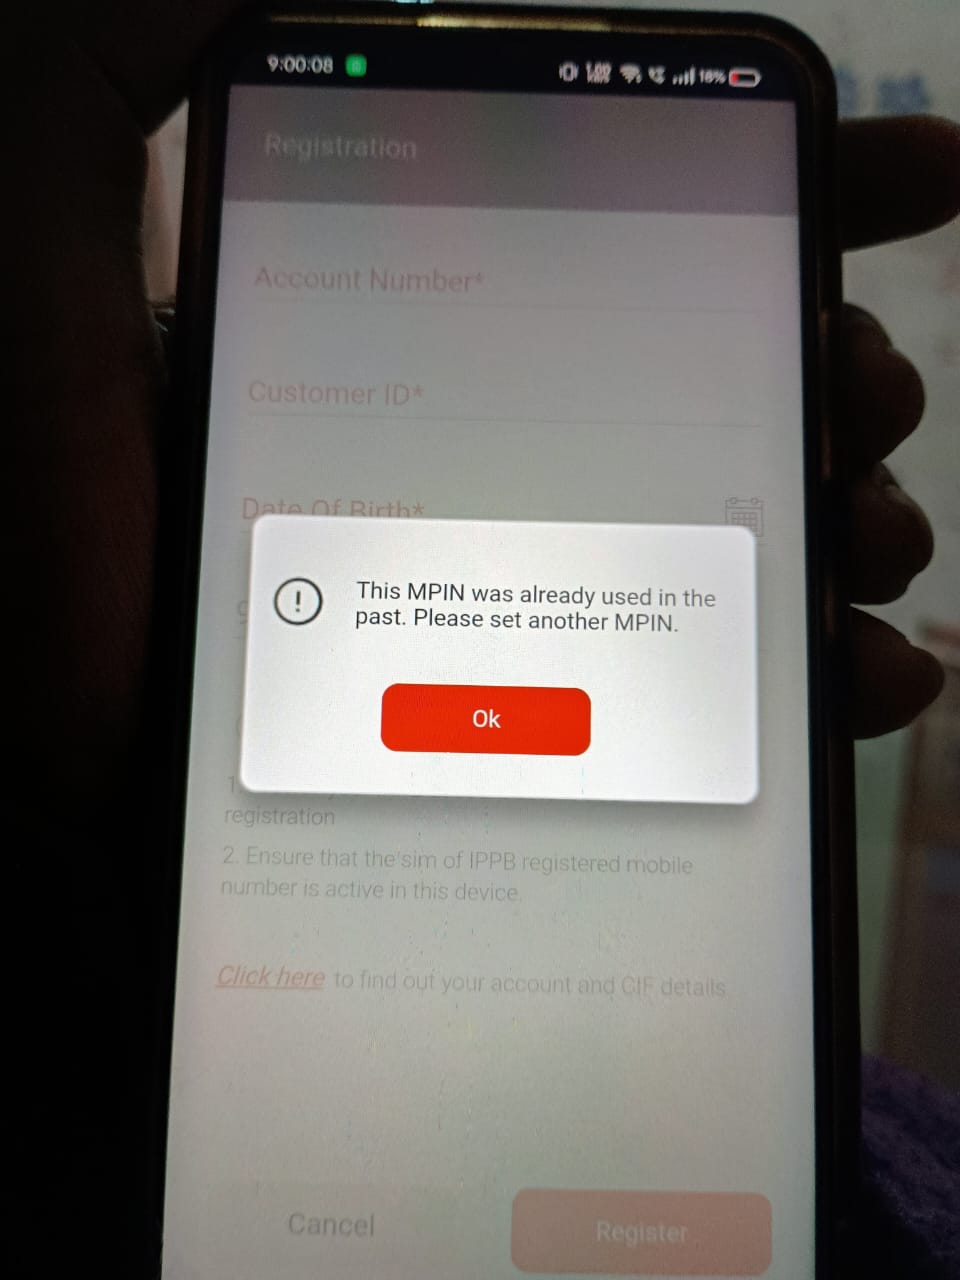 9:00:08
18%
Registration
Account Number*
Customer ID*
Date Of Birth*
This MPIN was already used in the
past. Please set another MPIN.
Ok
1.
registration
2. Ensure that the sim of IPPB registered mobile
number is active in this device.
Click here to find out your account and CIF details
Cancel
Register